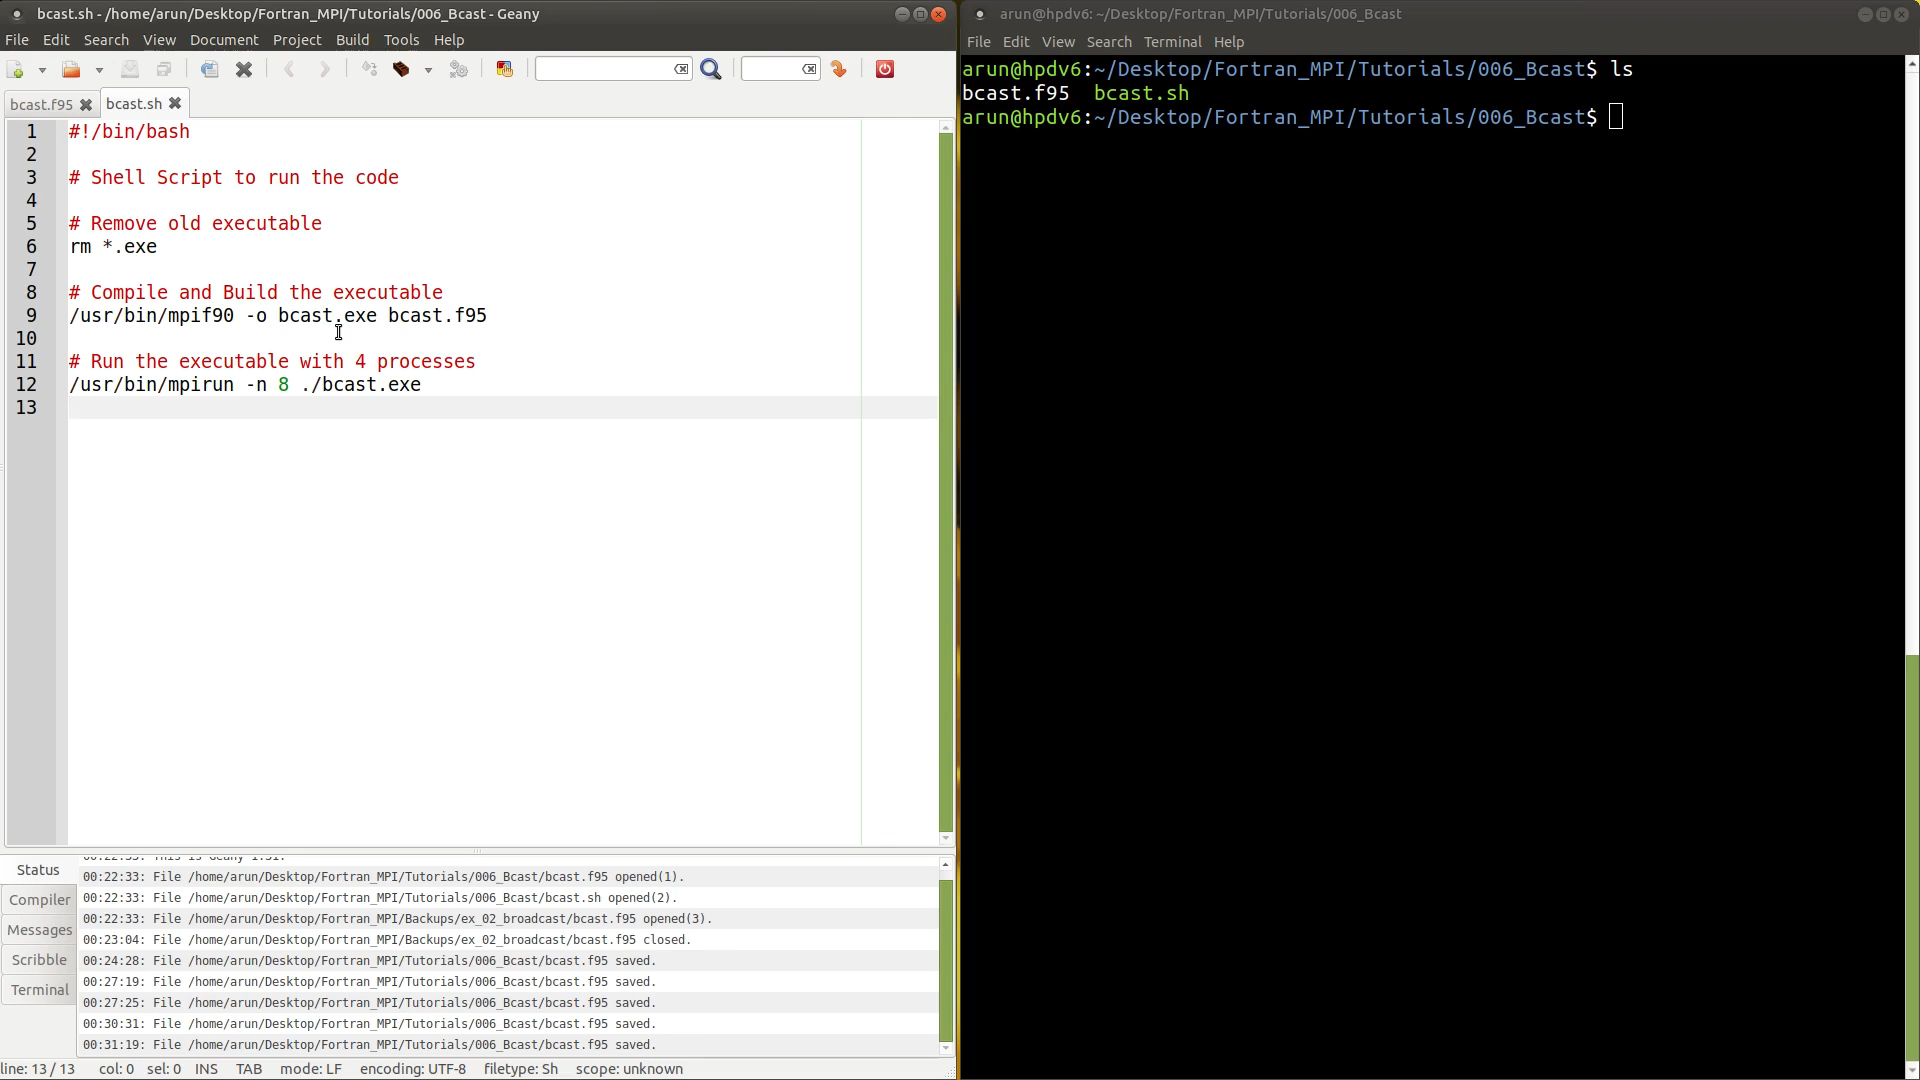 bcast.sh - /home/arun/Desktop/Fortran_MPI/Tutorials/006_Bcast - Geany
File Edit Search View Document Project Build Tools Help
bcast.f95 bcast.sh
1 #!/bin/bash
2
3 # Shell Script to run the code
4
5 # Remove old executable
6 rm *.exe
7
8 # Compile and Build the executable
9 /usr/bin/mpif90 -o bcast.exe bcast.f95
10
11 # Run the executable with 4 processes
12 /usr/bin/mpirun -n 8 ./bcast.exe
13
Status
Compiler
Messages
Scribble
Terminal
00:22:33: This is Geany 1.31.
00:22:33: File /home/arun/Desktop/Fortran_MPI/Tutorials/006_Bcast/bcast.f95 opened(1).
00:22:33: File /home/arun/Desktop/Fortran_MPI/Tutorials/006_Bcast/bcast.sh opened(2).
00:22:33: File /home/arun/Desktop/Fortran_MPI/Backups/ex_02_broadcast/bcast.f95 opened(3).
00:23:04: File /home/arun/Desktop/Fortran_MPI/Backups/ex_02_broadcast/bcast.f95 closed.
00:24:28: File /home/arun/Desktop/Fortran_MPI/Tutorials/006_Bcast/bcast.f95 saved.
00:27:19: File /home/arun/Desktop/Fortran_MPI/Tutorials/006_Bcast/bcast.f95 saved.
00:27:25: File /home/arun/Desktop/Fortran_MPI/Tutorials/006_Bcast/bcast.f95 saved.
00:30:31: File /home/arun/Desktop/Fortran_MPI/Tutorials/006_Bcast/bcast.f95 saved.
00:31:19: File /home/arun/Desktop/Fortran_MPI/Tutorials/006_Bcast/bcast.f95 saved.
line: 13 / 13 col: 0 sel: 0 INS TAB mode: LF encoding: UTF-8 filetype: Sh scope: unknown
arun@hpdv6: ~/Desktop/Fortran_MPI/Tutorials/006_Bcast
File Edit View Search Terminal Help
arun@hpdv6:~/Desktop/Fortran_MPI/Tutorials/006_Bcast$ ls
bcast.f95 bcast.sh
arun@hpdv6:~/Desktop/Fortran_MPI/Tutorials/006_Bcast$